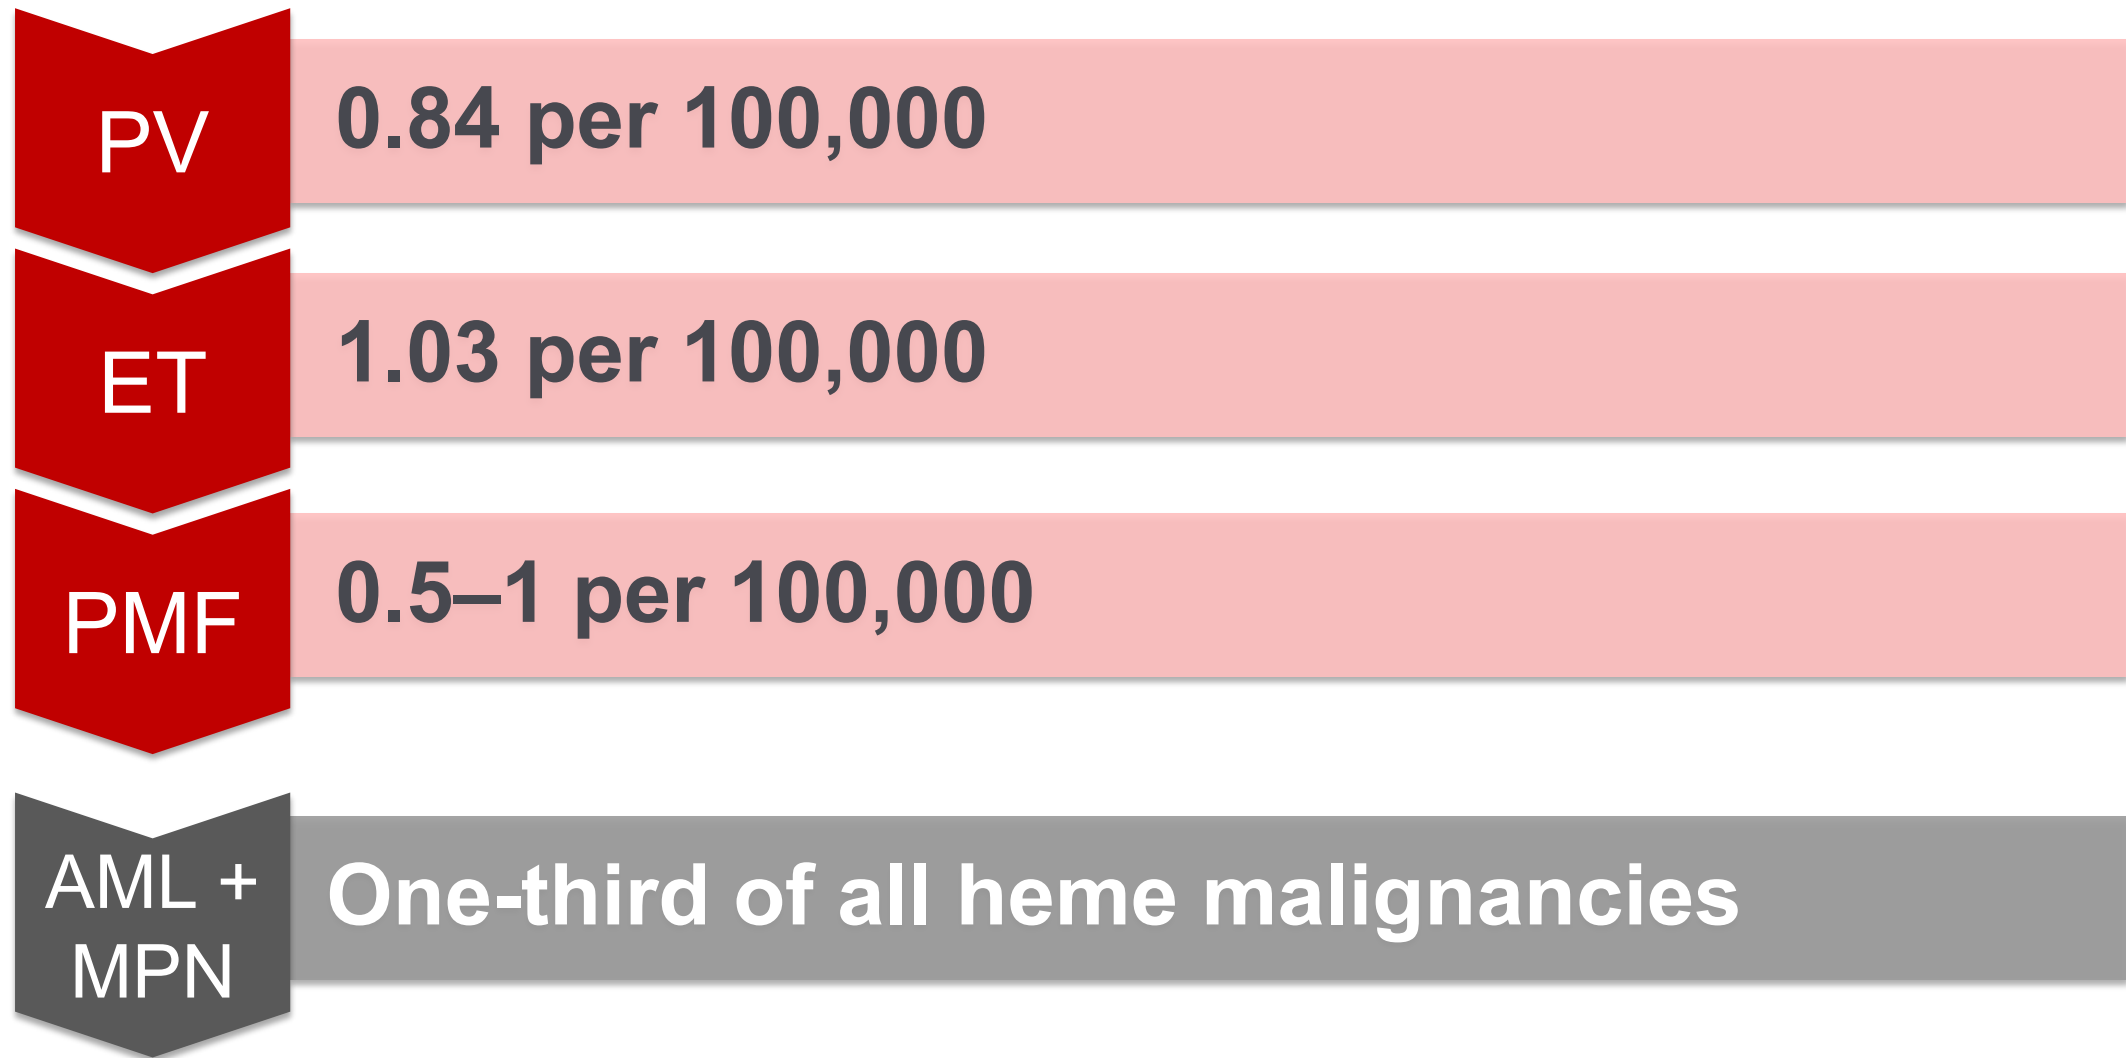 PV
0.84 per 100,000
ET
1.03 per 100,000
PMF
0.5–1 per 100,000
AML +
MPN
One-third of all heme malignancies